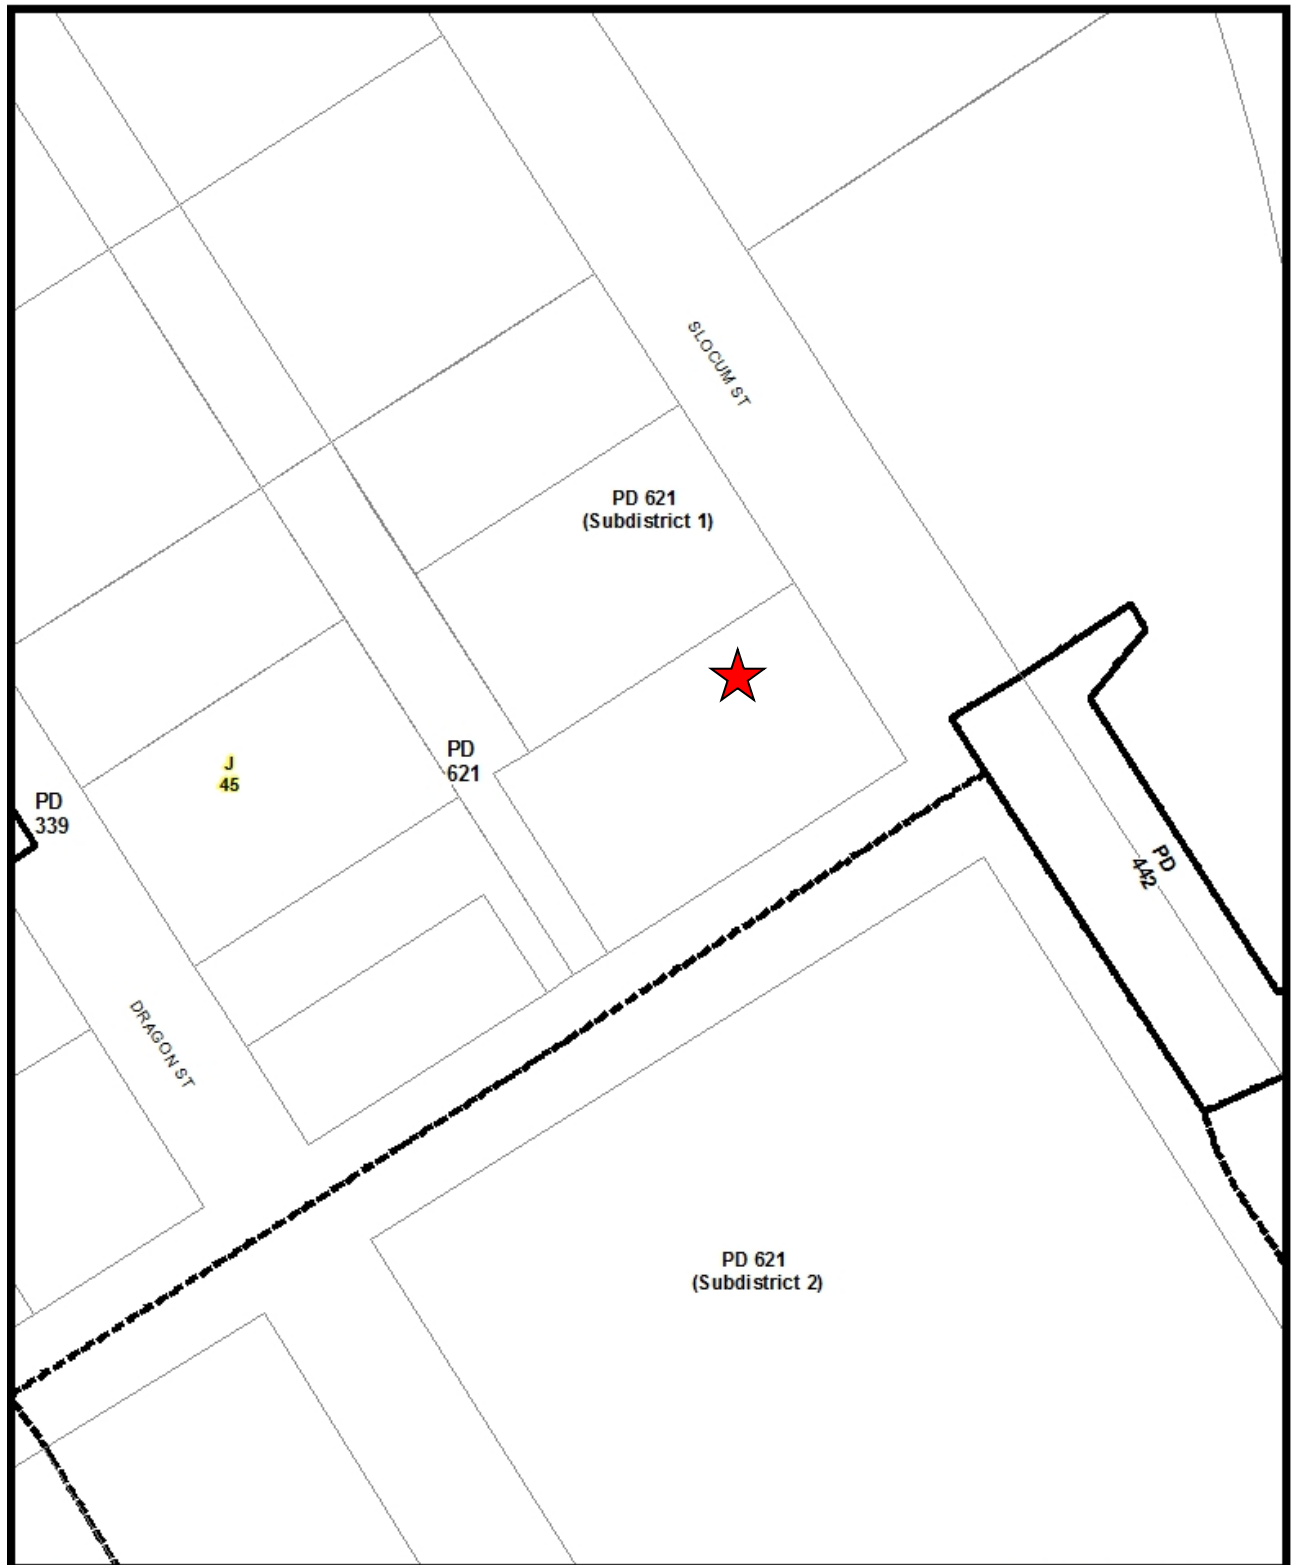 SLOCUM ST
PD 621
(Subdistrict 1)
PD
621
J
45
PD
339
PD
442
DRAGON ST
PD 621
(Subdistrict 2)